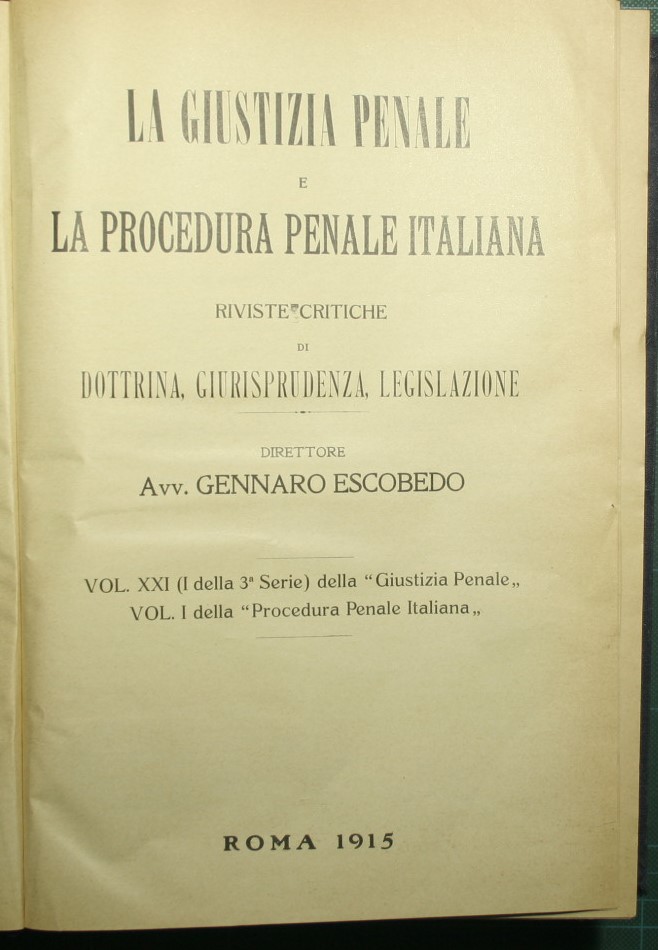 LA GIUSTIZIA PENALE
E
LA PROCEDURA PENALE ITALIANA
RIVISTE CRITICHE
DI
DOTTRINA, GIURISPRUDENZA, LEGISLAZIONE
DIRETTORE
Avv. GENNARO ESCOBEDO
VOL. XXI (I della 3ª Serie) della “Giustizia Penale„
VOL. I della “Procedura Penale Italiana„
ROMA 1915